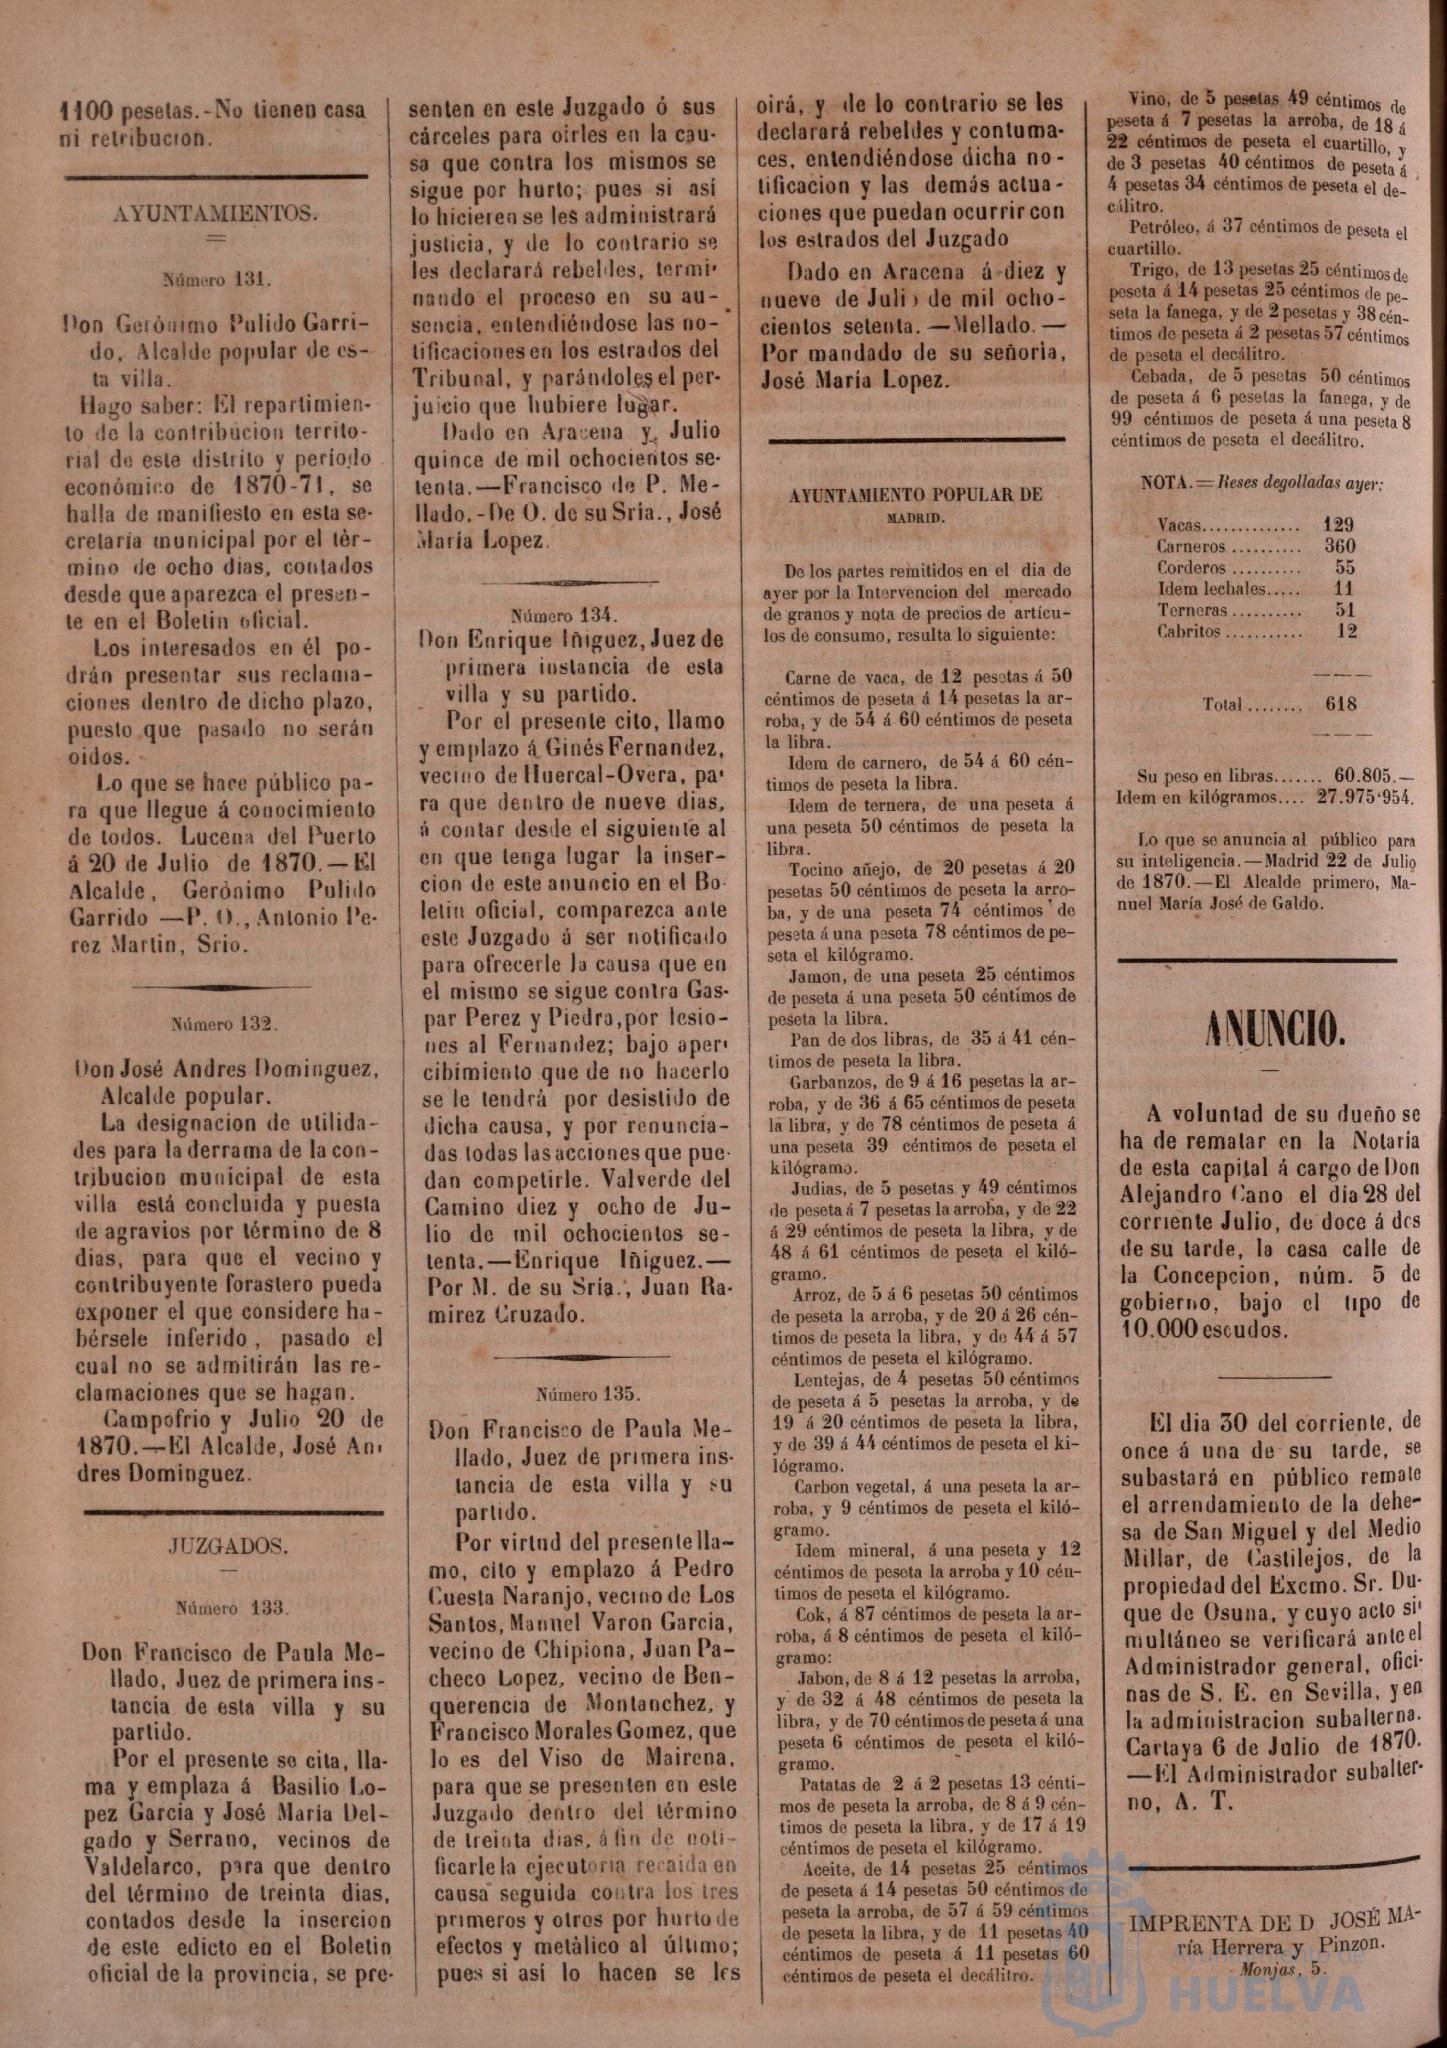 1100 pesetas.-No tienen casa
ni retribucion.
AYUNTAMIENTOS.
Número 131.
Don Gerónimo Pulido Garri-
do, Alcalde popular de es-
ta villa.
Hago saber: El repartimien-
to de la contribucion territo-
rial de este distrito y período
económico de 1870-71, se
halla de manifiesto en esta se-
cretaría municipal por el tér-
mino de ocho dias, contados
desde que aparezca el presen-
te en el Boletin oficial.
Los interesados en él po-
drán presentar sus reclama-
ciones dentro de dicho plazo,
puesto que pasado no serán
oidos.
Lo que se hace público pa-
ra que llegue á conocimiento
de todos. Lucena del Puerto
á 20 de Julio de 1870.—El
Alcalde, Gerónimo Pulido
Garrido —P. O., Antonio Pe-
rez Martin, Srio.
Número 132.
Don José Andres Dominguez,
Alcalde popular.
La designacion de utilida-
des para la derrama de la con-
tribucion municipal de esta
villa está concluida y puesta
de agravios por término de 8
dias, para que el vecino y
contribuyente forastero pueda
exponer el que considere ha-
bérsele inferido, pasado el
cual no se admitirán las re-
clamaciones que se hagan.
Campofrio y Julio 20 de
1870.—El Alcalde, José An-
dres Dominguez.
JUZGADOS.
Número 133.
Don Francisco de Paula Me-
llado, Juez de primera ins-
tancia de esta villa y su
partido.
Por el presente se cita, lla-
ma y emplaza á Basilio Lo-
pez Garcia y José María Del-
gado y Serrano, vecinos de
Valdelarco, para que dentro
del término de treinta dias,
contados desde la insercion
de este edicto en el Boletin
oficial de la provincia, se pre-
senten en este Juzgado ó sus
cárceles para oirles en la cau-
sa que contra los mismos se
sigue por hurto; pues si así
lo hicieren se les administrará
justicia, y de lo contrario se
les declarará rebeldes, termi-
nando el proceso en su au-
sencia, entendiéndose las no-
tificaciones en los estrados del
Tribunal, y parándoles el per-
juicio que hubiere lugar.
Dado en Aracena y Julio
quince de mil ochocientos se-
tenta.—Francisco de P. Me-
llado.-De O. de su Sría., José
María Lopez.
Número 134.
Don Enrique Iñiguez, Juez de
primera instancia de esta
villa y su partido.
Por el presente cito, llamo
y emplazo á Ginés Fernandez,
vecino de Huercal-Overa, pa-
ra que dentro de nueve dias,
á contar desde el siguiente al
en que tenga lugar la inser-
cion de este anuncio en el Bo-
letin oficial, comparezca ante
este Juzgado á ser notificado
para ofrecerle la causa que en
el mismo se sigue contra Gas-
par Perez y Piedra, por lesio-
nes al Fernandez; bajo aper-
cibimiento que de no hacerlo
se le tendrá por desistido de
dicha causa, y por renuncia-
das todas las acciones que pue-
dan competirle. Valverde del
Camino diez y ocho de Ju-
lio de mil ochocientos se-
tenta.—Enrique Iñiguez.—
Por M. de su Sría., Juan Ra-
mirez Cruzado.
Número 135.
Don Francisco de Paula Me-
llado, Juez de primera ins-
tancia de esta villa y su
partido.
Por virtud del presente lla-
mo, cito y emplazo á Pedro
Cuesta Naranjo, vecino de Los
Santos, Manuel Varon Garcia,
vecino de Chipiona, Juan Pa-
checo Lopez, vecino de Ben-
querencia de Montanchez, y
Francisco Morales Gomez, que
lo es del Viso de Mairena,
para que se presenten en este
Juzgado dentro del término
de treinta dias, á fin de noti-
ficarle la ejecutoria recaida en
causa seguida contra los tres
primeros y otros por hurto de
efectos y metálico al último;
pues si así lo hacen se les
oirá, y de lo contrario se les
declarará rebeldes y contuma-
ces, entendiéndose dicha no-
tificacion y las demás actua-
ciones que puedan ocurrir con
los estrados del Juzgado
Dado en Aracena á diez y
nueve de Julio de mil ocho-
cientos setenta.—Mellado.—
Por mandado de su señoria,
José María Lopez.
AYUNTAMIENTO POPULAR DE
MADRID.
De los partes remitidos en el dia de
ayer por la Intervencion del mercado
de granos y nota de precios de artícu-
los de consumo, resulta lo siguiente:
Carne de vaca, de 12 pesetas á 50
céntimos de peseta á 14 pesetas la ar-
roba, y de 54 á 60 céntimos de peseta
la libra.
Idem de carnero, de 54 á 60 cén-
timos de peseta la libra.
Idem de ternera, de una peseta á
una peseta 50 céntimos de peseta la
libra.
Tocino añejo, de 20 pesetas á 20
pesetas 50 céntimos de peseta la arro-
ba, y de una peseta 74 céntimos de
peseta á una peseta 78 céntimos de pe-
seta el kilógramo.
Jamon, de una peseta 25 céntimos
de peseta á una peseta 50 céntimos de
peseta la libra.
Pan de dos libras, de 35 á 41 cén-
timos de peseta la libra.
Garbanzos, de 9 á 16 pesetas la ar-
roba, y de 36 á 65 céntimos de peseta
la libra, y de 78 céntimos de peseta á
una peseta 39 céntimos de peseta el
kilógramo.
Judias, de 5 pesetas y 49 céntimos
de peseta á 7 pesetas la arroba, y de 22
á 29 céntimos de peseta la libra, y de
48 á 61 céntimos de peseta el kiló-
gramo.
Arroz, de 5 á 6 pesetas 50 céntimos
de peseta la arroba, y de 20 á 26 cén-
timos de peseta la libra, y de 44 á 57
céntimos de peseta el kilógramo.
Lentejas, de 4 pesetas 50 céntimos
de peseta á 5 pesetas la arroba, y de
19 á 20 céntimos de peseta la libra,
y de 39 á 44 céntimos de peseta el ki-
lógramo.
Carbon vegetal, á una peseta la ar-
roba, y 9 céntimos de peseta el kiló-
gramo.
Idem mineral, á una peseta y 12
céntimos de peseta la arroba y 10 cén-
timos de peseta el kilógramo.
Cok, á 87 céntimos de peseta la ar-
roba, á 8 céntimos de peseta el kiló-
gramo:
Jabon, de 8 á 12 pesetas la arroba,
y de 32 á 48 céntimos de peseta la
libra, y de 70 céntimos de peseta á una
peseta 6 céntimos de peseta el kiló-
gramo.
Patatas de 2 á 2 pesetas 13 cénti-
mos de peseta la arroba, de 8 á 9 cén-
timos de peseta la libra, y de 17 á 19
céntimos de peseta el kilógramo.
Aceite, de 14 pesetas 25 céntimos
de peseta á 14 pesetas 50 céntimos de
peseta la arroba, de 57 á 59 céntimos
de peseta la libra, y de 11 pesetas 40
céntimos de peseta á 11 pesetas 60
céntimos de peseta el decálitro.
Vino, de 5 pesetas 49 céntimos de
peseta á 7 pesetas la arroba, de 18 á
22 céntimos de peseta el cuartillo, y
de 3 pesetas 40 céntimos de peseta á
4 pesetas 34 céntimos de peseta el de-
cálitro.
Petróleo, á 37 céntimos de peseta el
cuartillo.
Trigo, de 13 pesetas 25 céntimos de
peseta á 14 pesetas 25 céntimos de pe-
seta la fanega, y de 2 pesetas y 38 cén-
timos de peseta á 2 pesetas 57 céntimos
de peseta el decálitro.
Cebada, de 5 pesetas 50 céntimos
de peseta á 6 pesetas la fanega, y de
99 céntimos de peseta á una peseta 8
céntimos de peseta el decálitro.
NOTA.=Reses degolladas ayer:
Vacas.............. 129
Carneros.......... 360
Corderos.......... 55
Idem lechales..... 11
Terneras.......... 51
Cabritos........... 12
Total........ 618
Su peso en libras....... 60.805.—
Idem en kilógramos.... 27.975'954.
Lo que se anuncia al público para
su inteligencia.—Madrid 22 de Julio
de 1870.—El Alcalde primero, Ma-
nuel María José de Galdo.
ANUNCIO.
A voluntad de su dueño se
ha de rematar en la Notaría
de esta capital á cargo de Don
Alejandro Cano el dia 28 del
corriente Julio, de doce á dos
de su tarde, la casa calle de
la Concepcion, núm. 5 de
gobierno, bajo el tipo de
10.000 escudos.
El dia 30 del corriente, de
once á una de su tarde, se
subastará en público remate
el arrendamiento de la dehe-
sa de San Miguel y del Medio
Millar, de Castilejos, de la
propiedad del Excmo. Sr. Du-
que de Osuna, y cuyo acto si-
multáneo se verificará ante el
Administrador general, ofici-
nas de S. E. en Sevilla, y en
la administracion subalterna.
Cartaya 6 de Julio de 1870.
—El Administrador subalter-
no, A. T.
IMPRENTA DE D JOSÉ MA-
ría Herrera y Pinzon.
Monjas, 5.
Ayuntamiento de
HUELVA